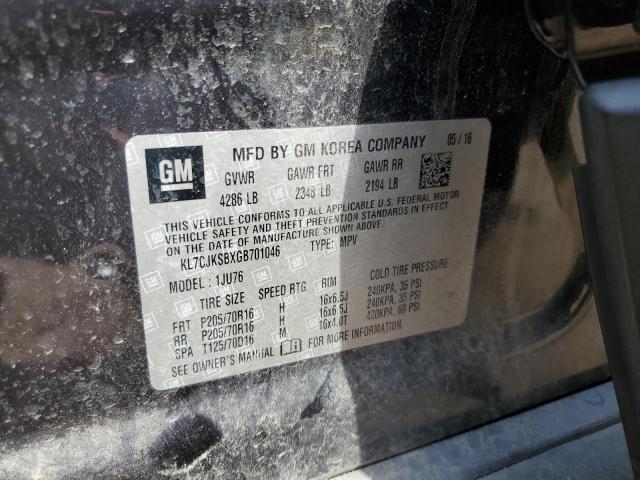 GM MFD BY GM KOREA COMPANY 05/16
GVWR GAWR FRT GAWR RR
4286 LB 2348 LB 2194 LB
THIS VEHICLE CONFORMS TO ALL APPLICABLE U.S. FEDERAL MOTOR
VEHICLE SAFETY AND THEFT PREVENTION STANDARDS IN EFFECT
ON THE DATE OF MANUFACTURE SHOWN ABOVE.
KL7CJKSBXGB701046 TYPE: MPV
MODEL: 1JU76
TIRE SIZE SPEED RTG RIM COLD TIRE PRESSURE
FRT P205/70R16 H 16x6.5J 240KPA, 35 PSI
RR P205/70R16 H 16x6.5J 240KPA, 35 PSI
SPA T125/70D16 M 16x4.0T 420KPA, 60 PSI
SEE OWNER'S MANUAL FOR MORE INFORMATION.